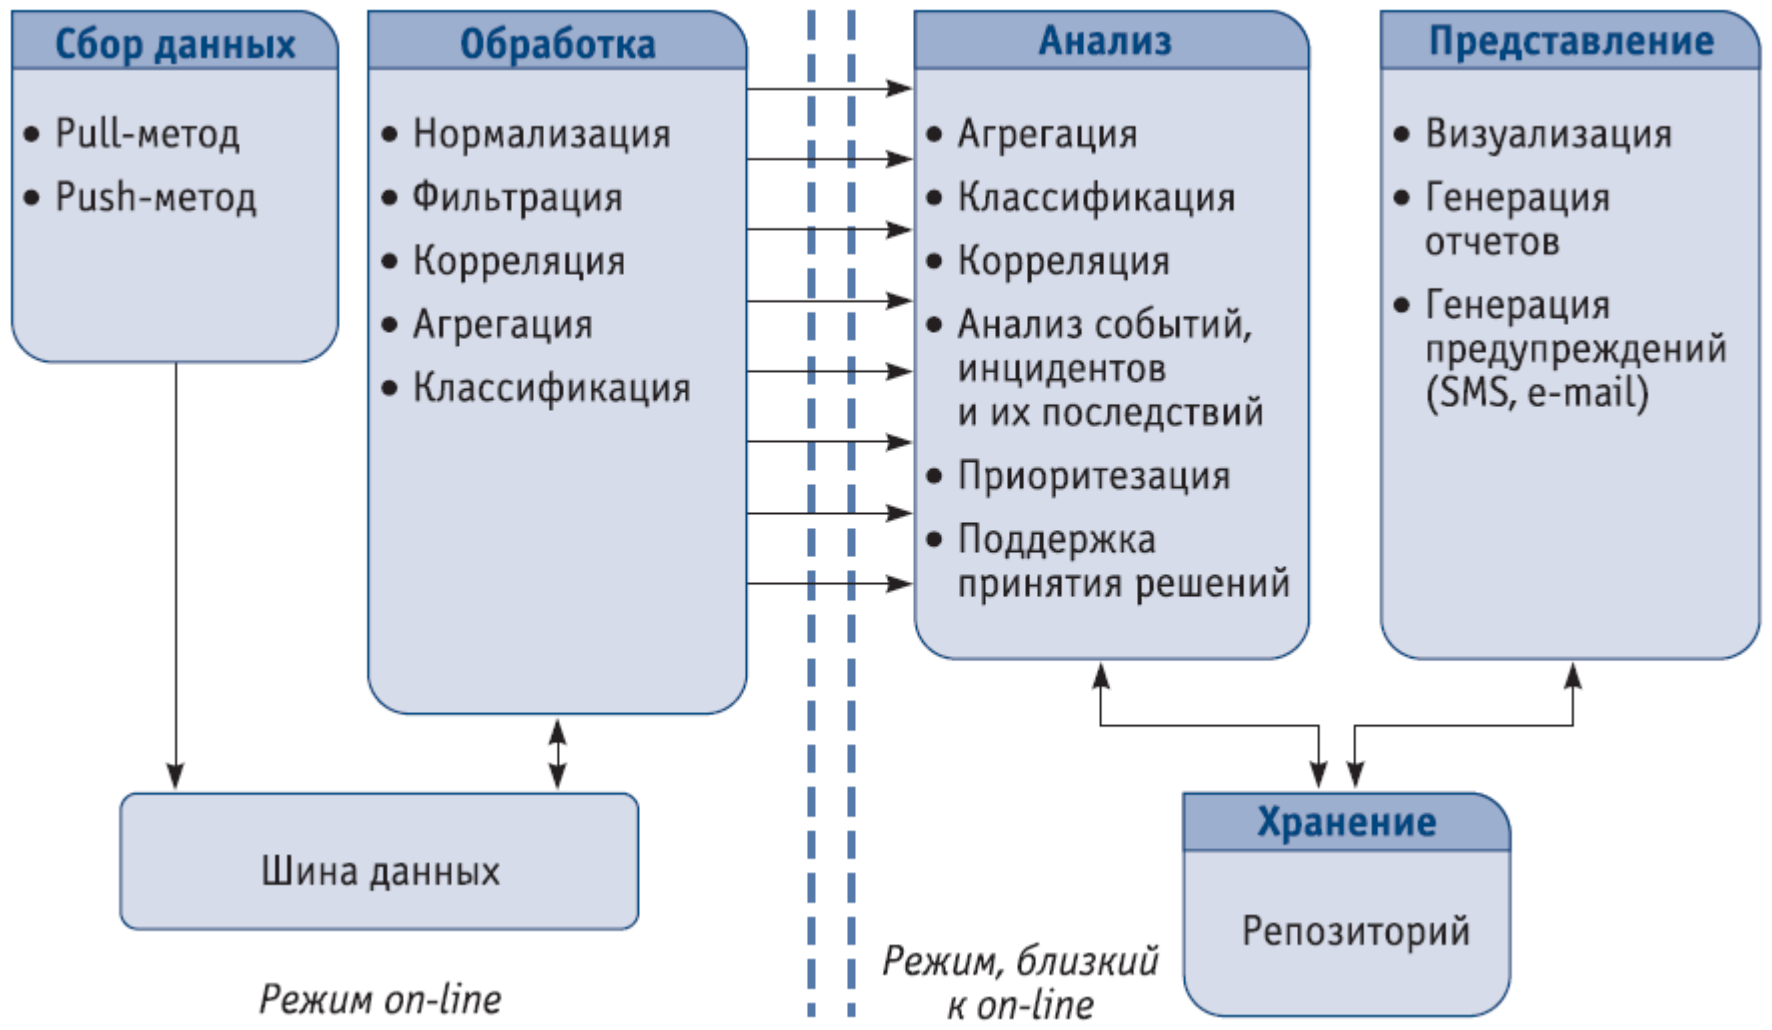 Сбор данных
Pull-метод
Push-метод
Обработка
Нормализация
Фильтрация
Корреляция
Агрегация
Классификация
Анализ
Агрегация
Классификация
Корреляция
Анализ событий,
инцидентов
и их последствий
Приоритезация
Поддержка
принятия решений
Представление
Визуализация
Генерация
отчетов
Генерация
предупреждений
(SMS, e-mail)
Шина данных
Хранение
Репозиторий
Режим on-line
Режим, близкий
к on-line